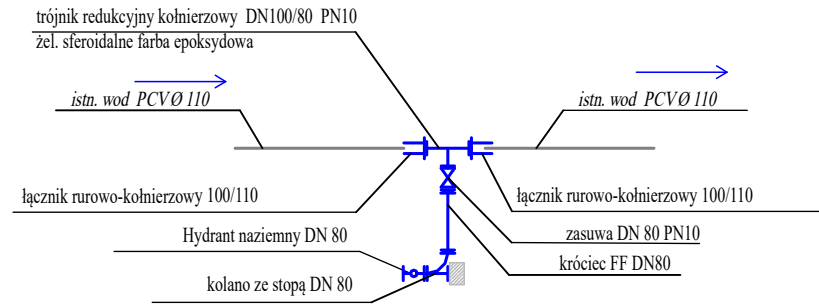 trójnik redukcyjny kołnierzowy DN100/80 PN10
żel. sferoidalne farba epoksydowa
istn. wod PCV Ø 110
istn. wod PCV Ø 110
łącznik rurowo-kołnierzowy 100/110
łącznik rurowo-kołnierzowy 100/110
Hydrant naziemny DN 80
zasuwa DN 80 PN10
króciec FF DN80
kolano ze stopą DN 80